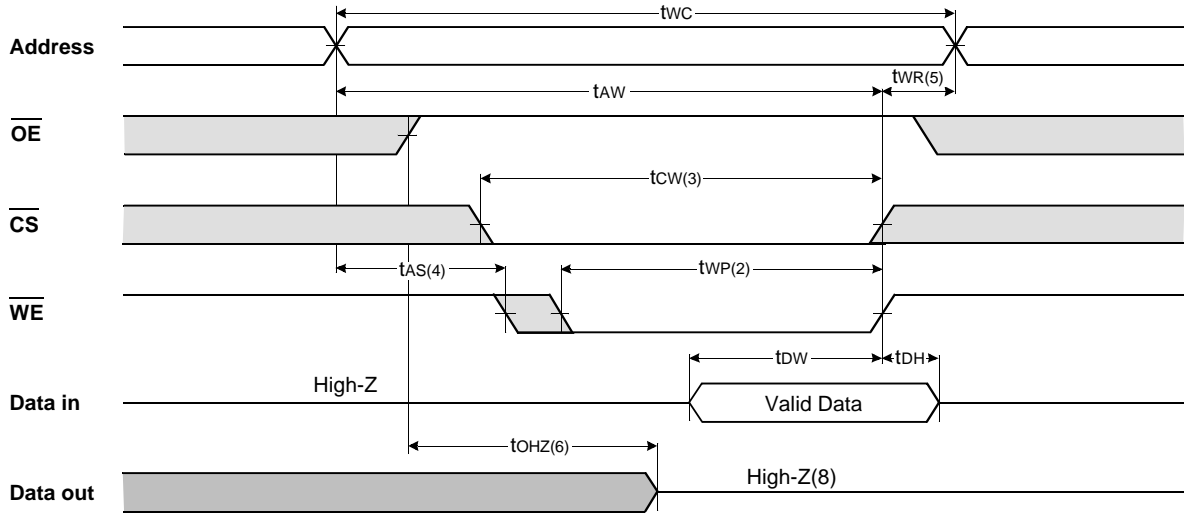 tWC
Address
tWR(5)
tAW
OE
tCW(3)
CS
tAS(4)
tWP(2)
WE
tDW
tDH
High-Z
Data in
Valid Data
tOHZ(6)
High-Z(8)
Data out